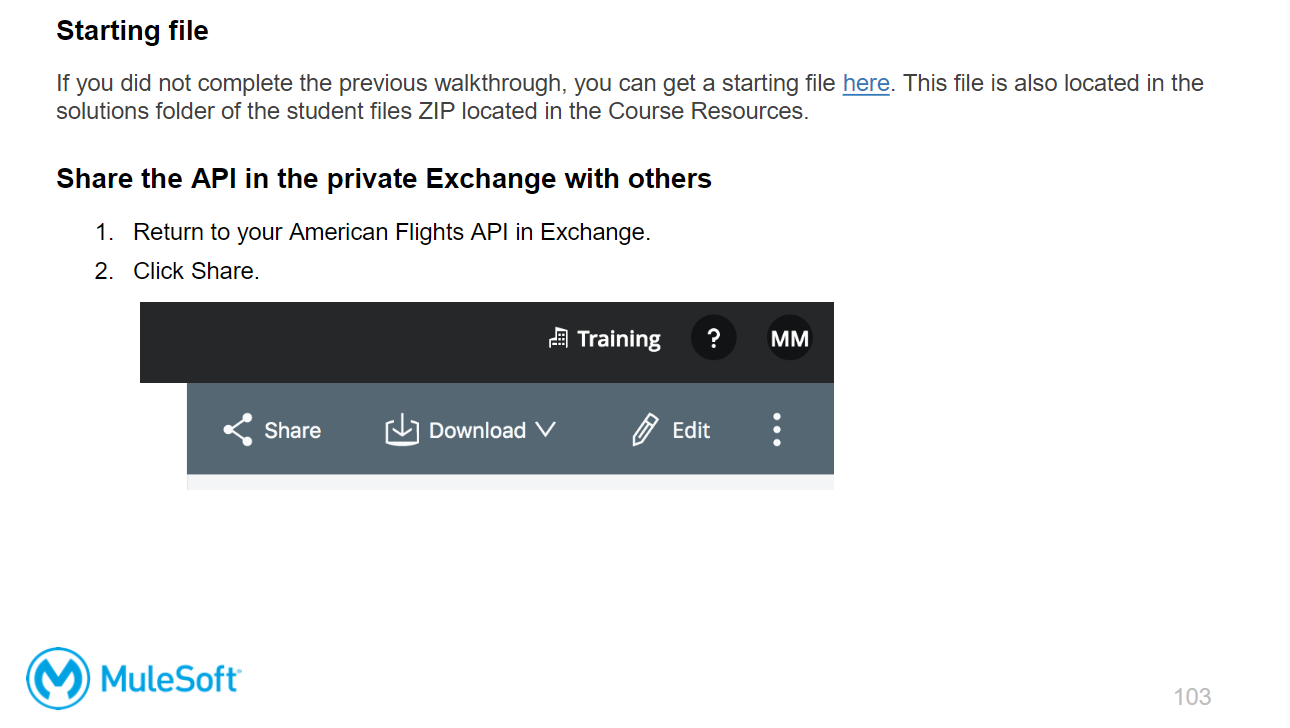 Starting file
If you did not complete the previous walkthrough, you can get a starting file here. This file is also located in the
solutions folder of the student files ZIP located in the Course Resources.
Share the API in the private Exchange with others
1. Return to your American Flights API in Exchange.
2. Click Share.
Training ? MM
Share Download Edit
MuleSoft
103